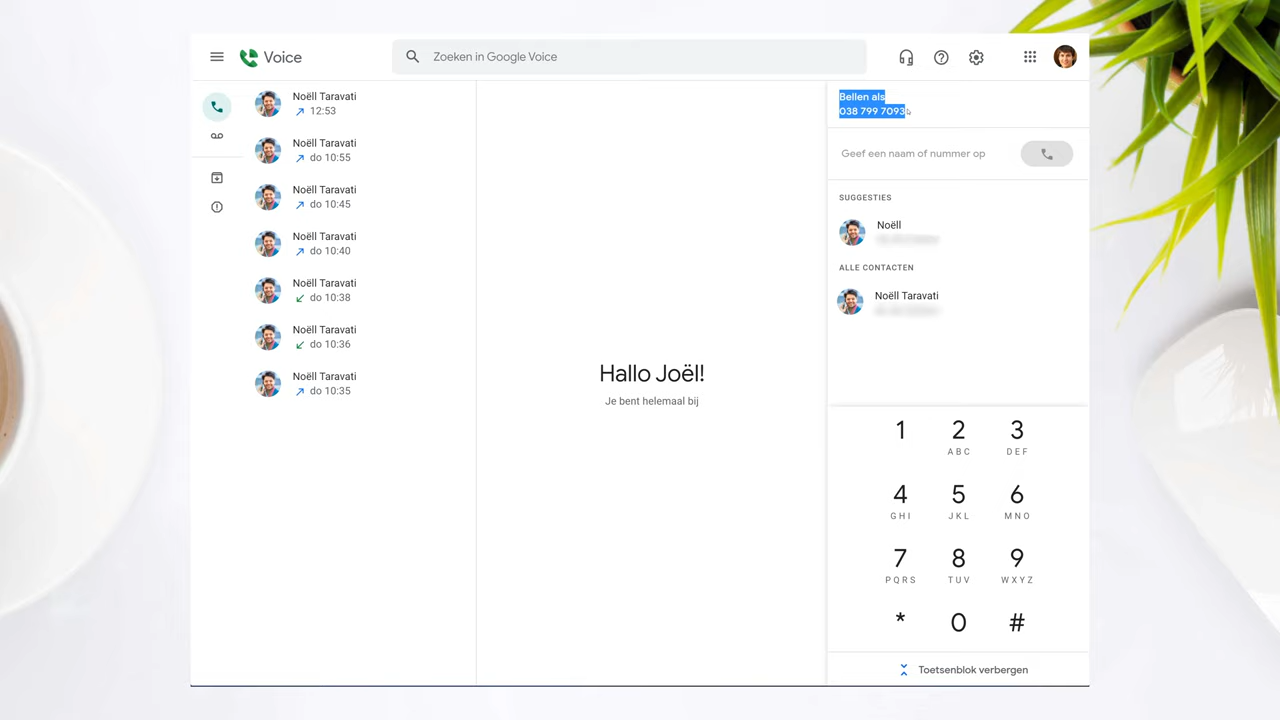 Voice
Zoeken in Google Voice
Noëll Taravati
12:53
Noëll Taravati
do 10:55
Noëll Taravati
do 10:45
Noëll Taravati
do 10:40
Noëll Taravati
do 10:38
Noëll Taravati
do 10:36
Noëll Taravati
do 10:35
Hallo Joël!
Je bent helemaal bij
Bellen als
038 799 7093
Geef een naam of nummer op
SUGGESTIES
Noëll
ALLE CONTACTEN
Noëll Taravati
1 2 3
ABC DEF
4 5 6
GHI JKL MNO
7 8 9
PQRS TUV WXYZ
* 0 #
Toetsenblok verbergen